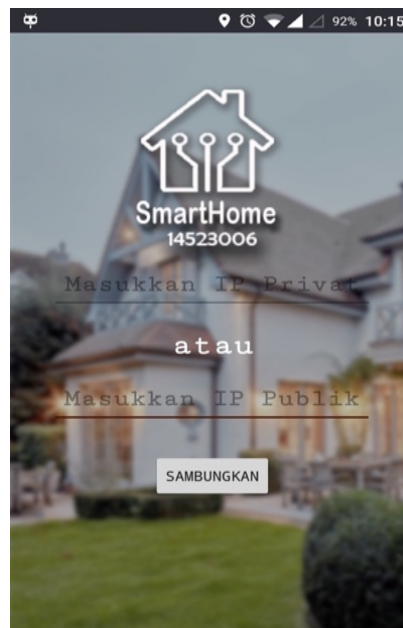 92% 10:15
SmartHome
14523006
Masukkan IP Privat
atau
Masukkan IP Publik
SAMBUNGKAN